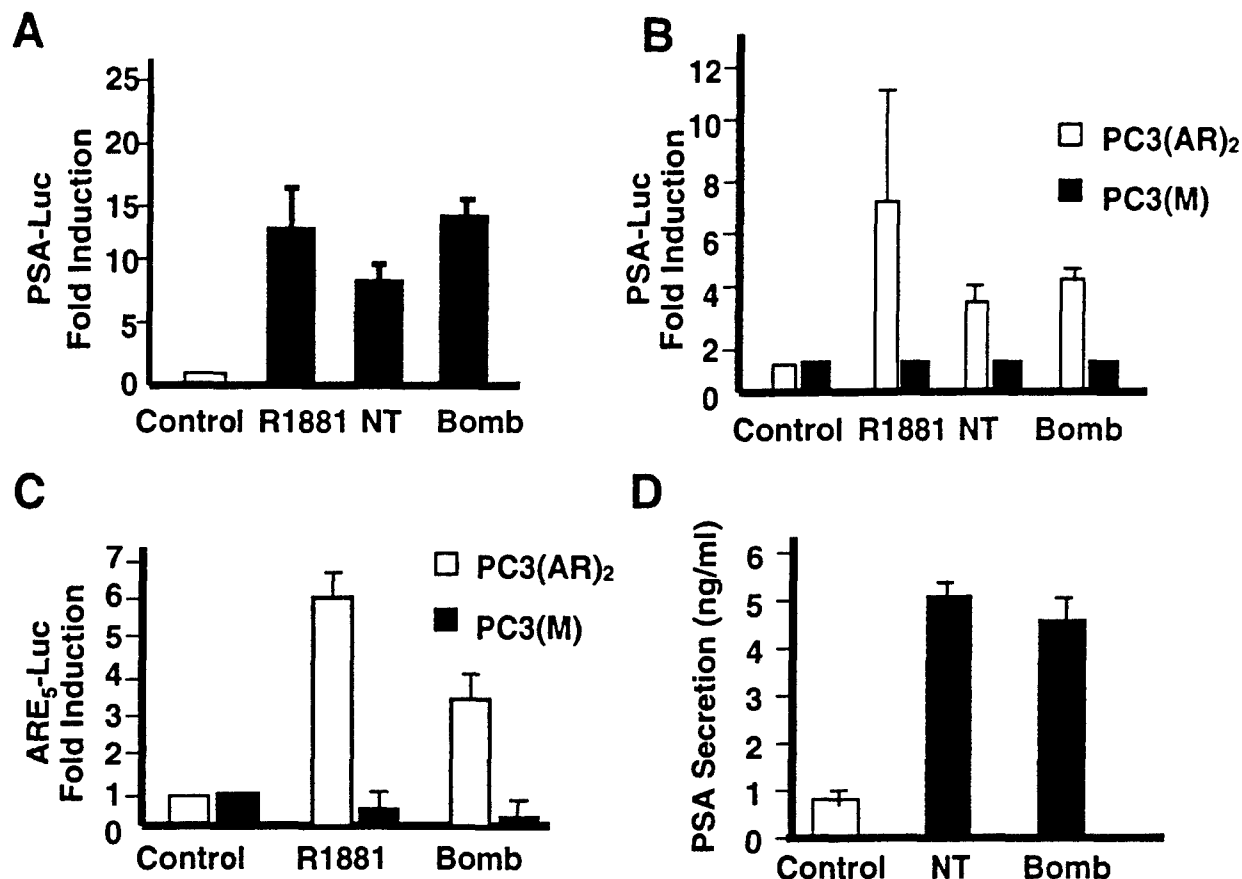 A
PSA-Luc
Fold Induction
25
20
15
10
5
0
Control R1881 NT Bomb
B
PSA-Luc
Fold Induction
12
10
8
6
4
2
0
PC3(AR)₂
PC3(M)
Control R1881 NT Bomb
C
ARE₅-Luc
Fold Induction
7
6
5
4
3
2
1
0
PC3(AR)₂
PC3(M)
Control R1881 Bomb
D
PSA Secretion (ng/ml)
6
5
4
3
2
1
0
Control NT Bomb